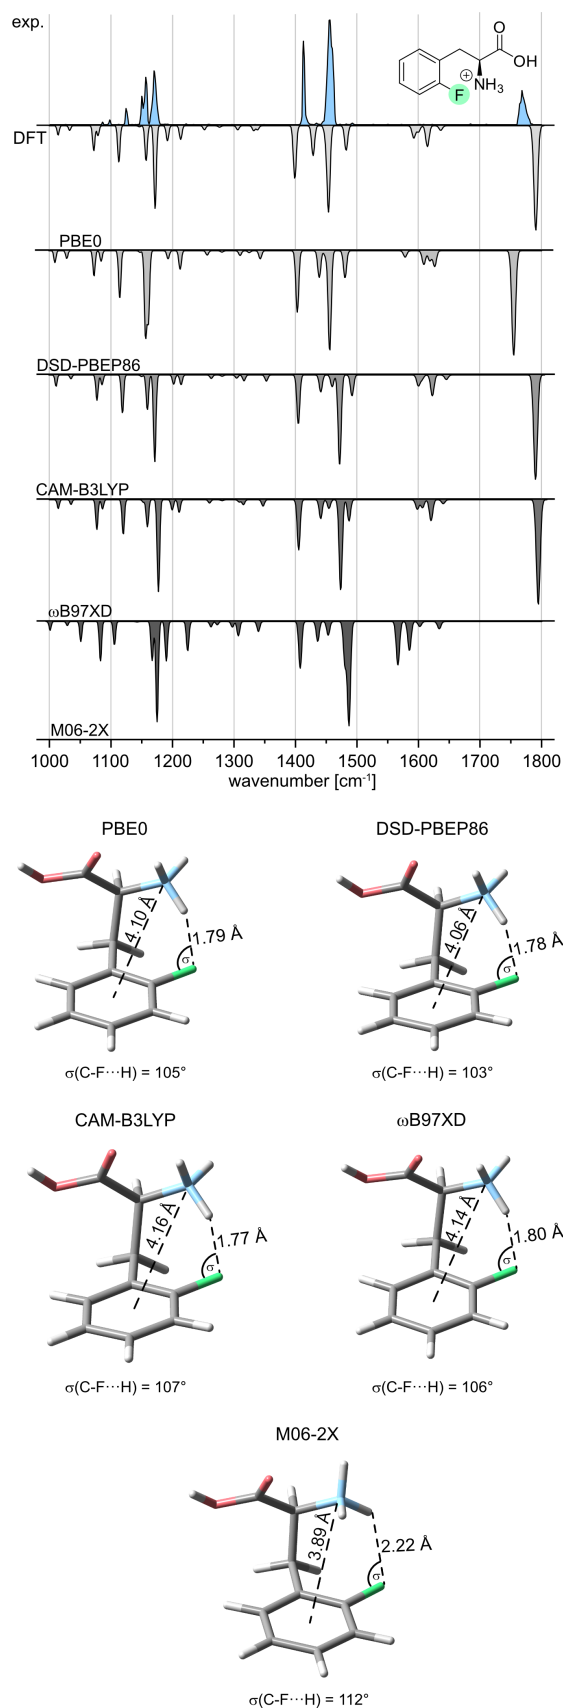 exp.
O
OH
F
⊕
NH3
DFT
PBE0
DSD-PBEP86
CAM-B3LYP
ωB97XD
M06-2X
1000 1100 1200 1300 1400 1500 1600 1700 1800
wavenumber [cm-1]
PBE0
DSD-PBEP86
4.10 Å
1.79 Å
σ
4.06 Å
1.78 Å
σ
σ(C-F···H) = 105°
σ(C-F···H) = 103°
CAM-B3LYP
ωB97XD
4.16 Å
1.77 Å
σ
4.14 Å
1.80 Å
σ
σ(C-F···H) = 107°
σ(C-F···H) = 106°
M06-2X
3.89 Å
2.22 Å
σ
σ(C-F···H) = 112°